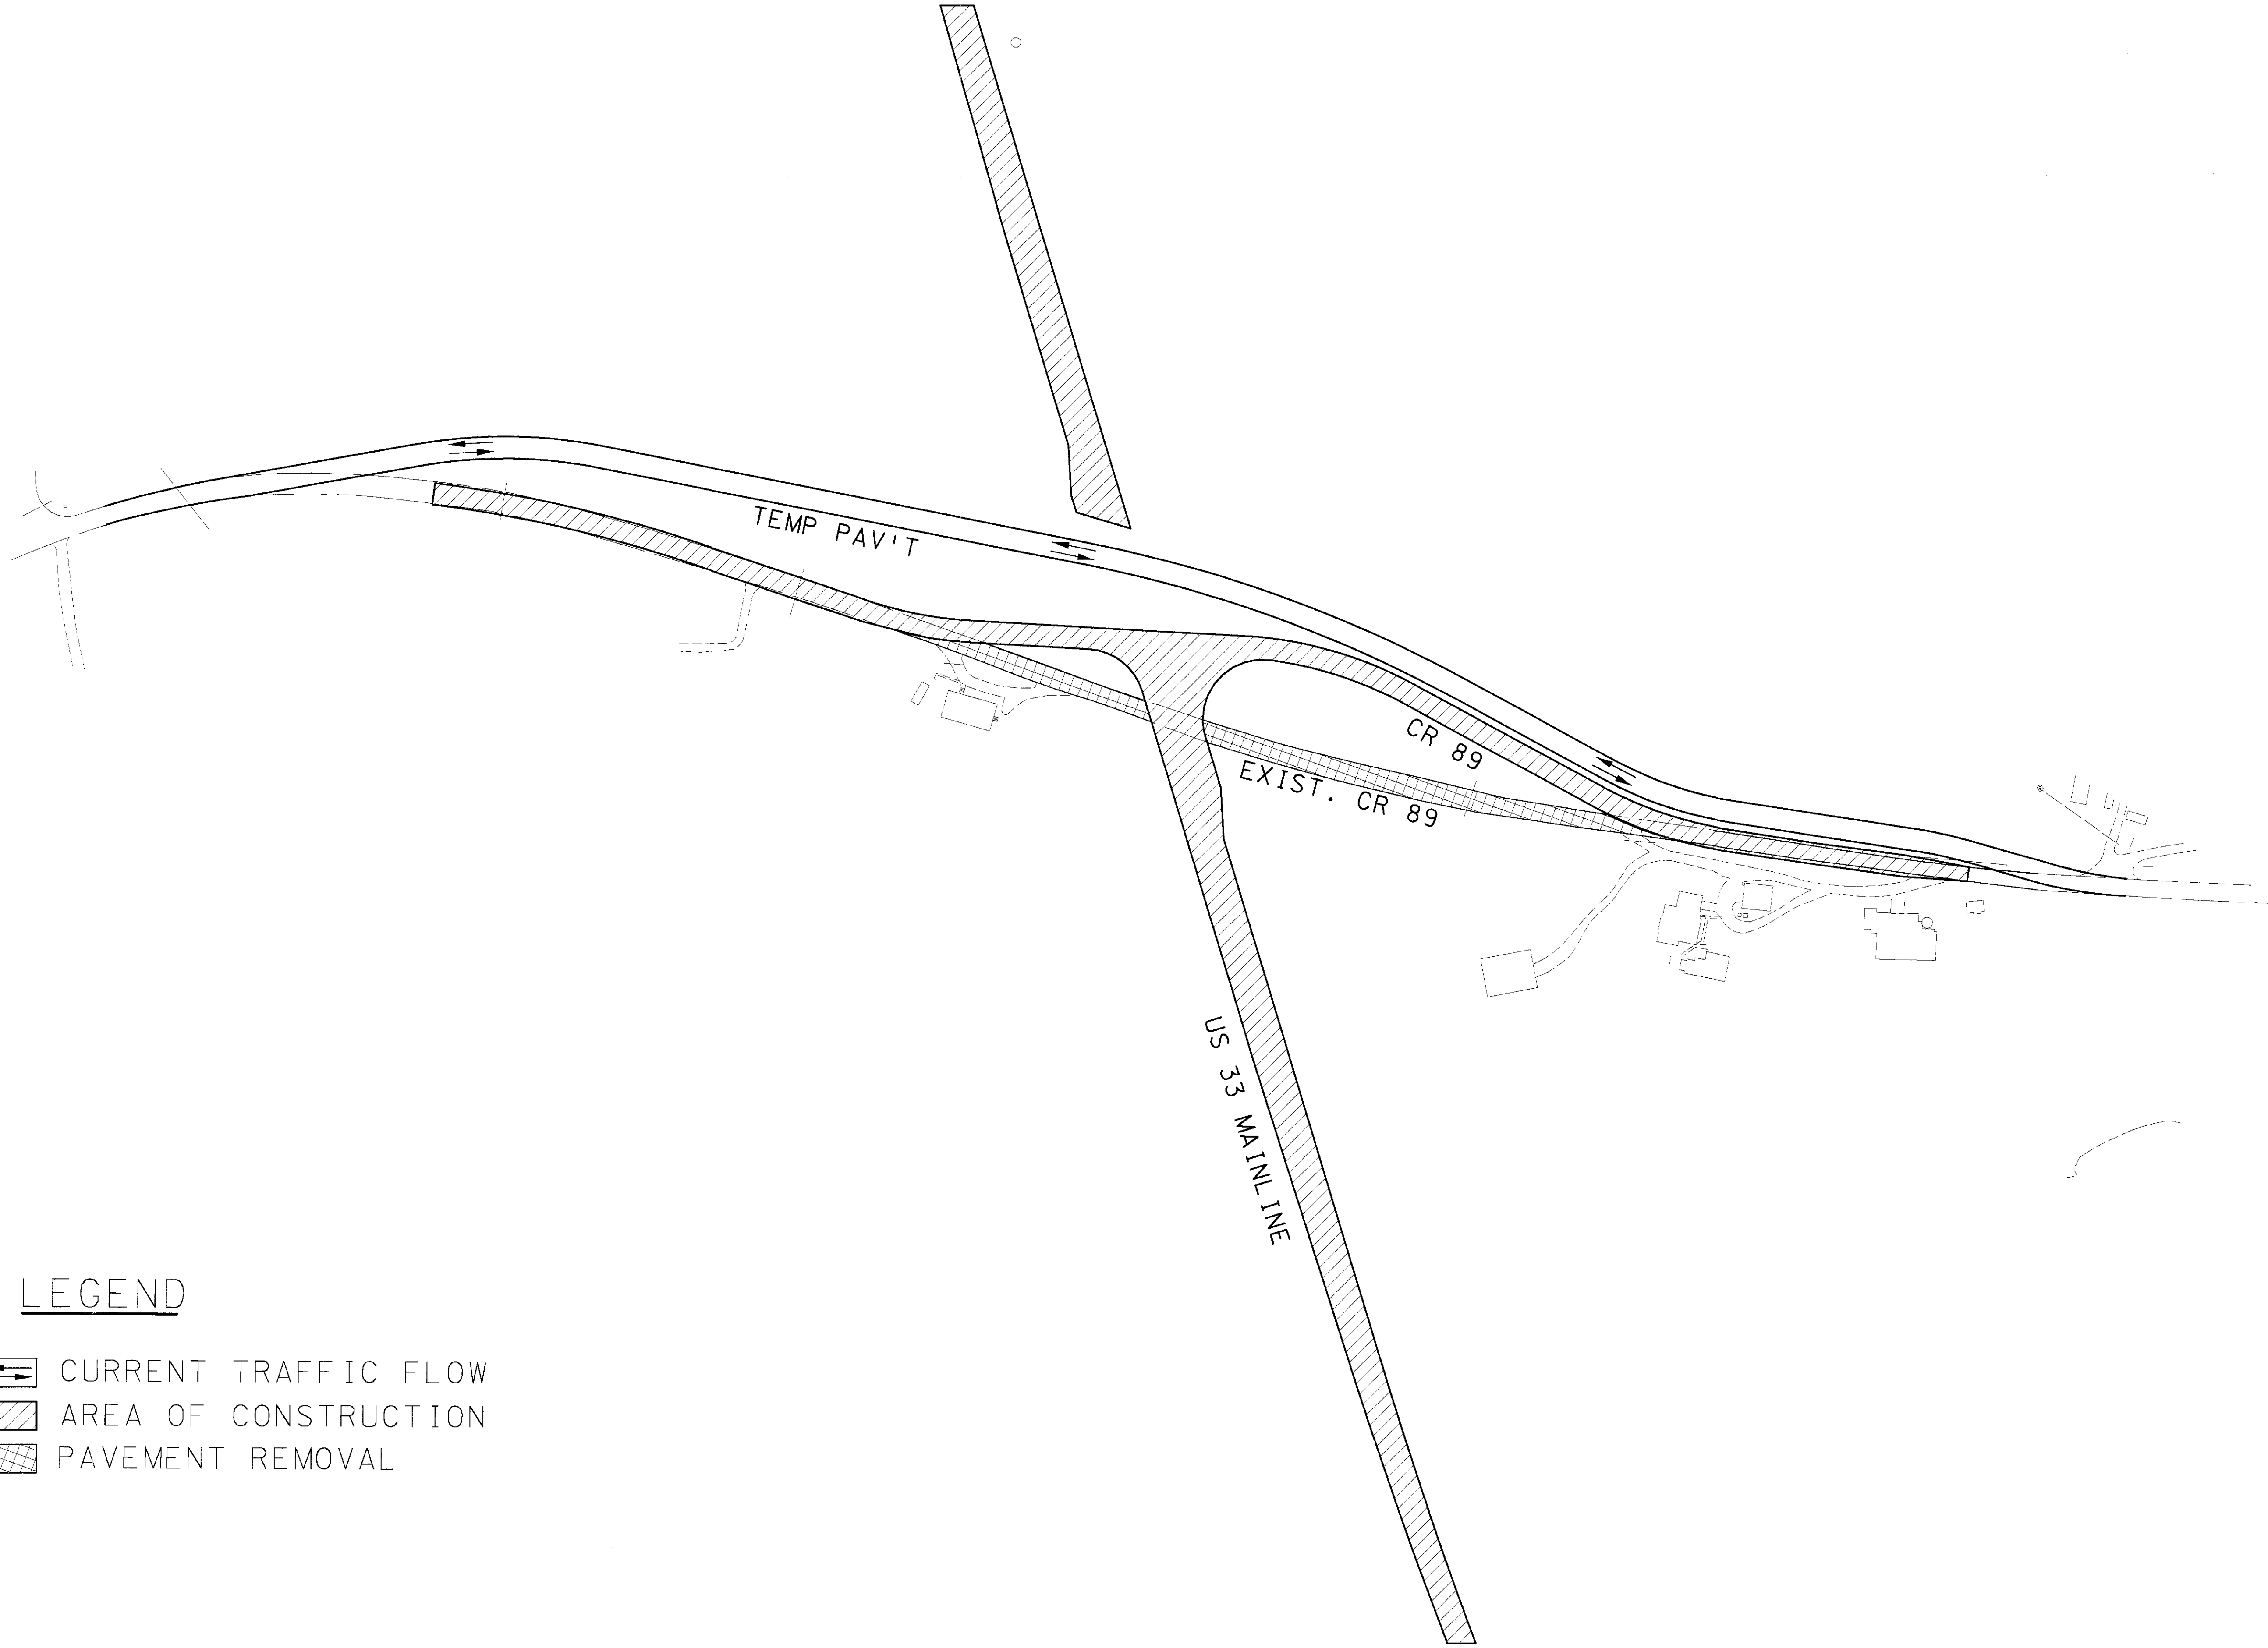 TEMP PAV'T
CR 89
EXIST. CR 89
US 33 MAINLINE
LEGEND
CURRENT TRAFFIC FLOW
AREA OF CONSTRUCTION
PAVEMENT REMOVAL